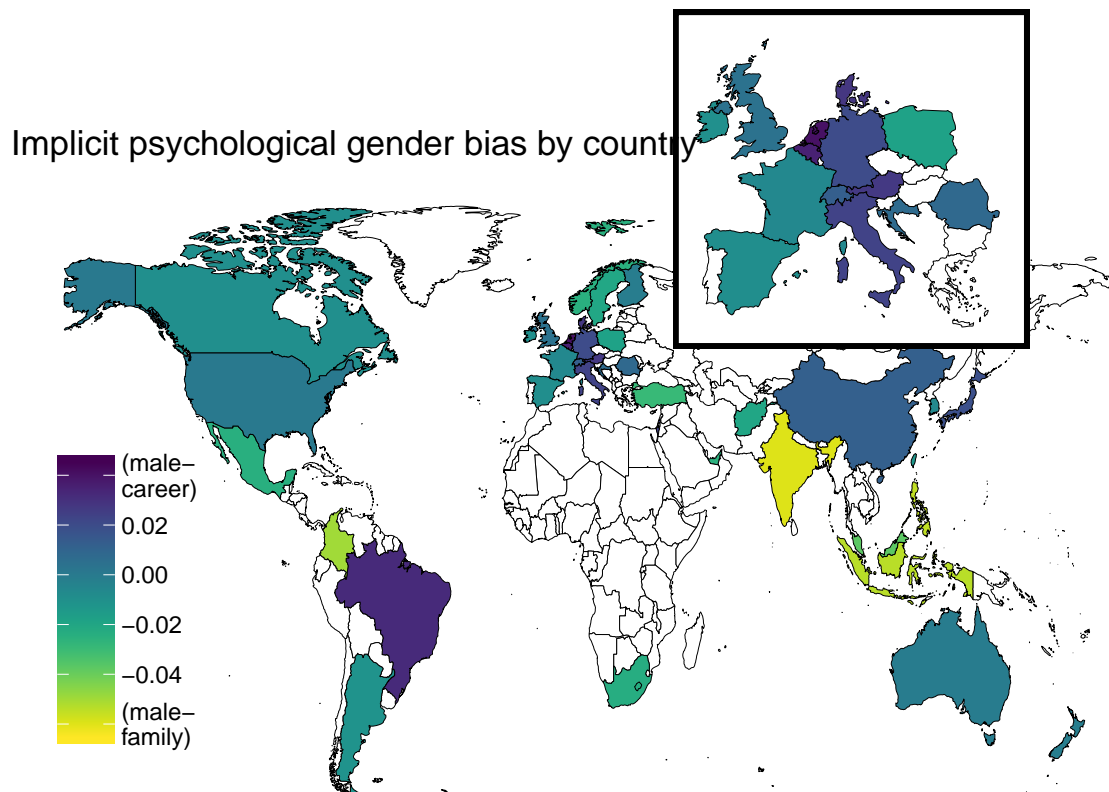 Implicit psychological gender bias by country
(male−
career)
0.02
0.00
−0.02
−0.04
(male−
family)